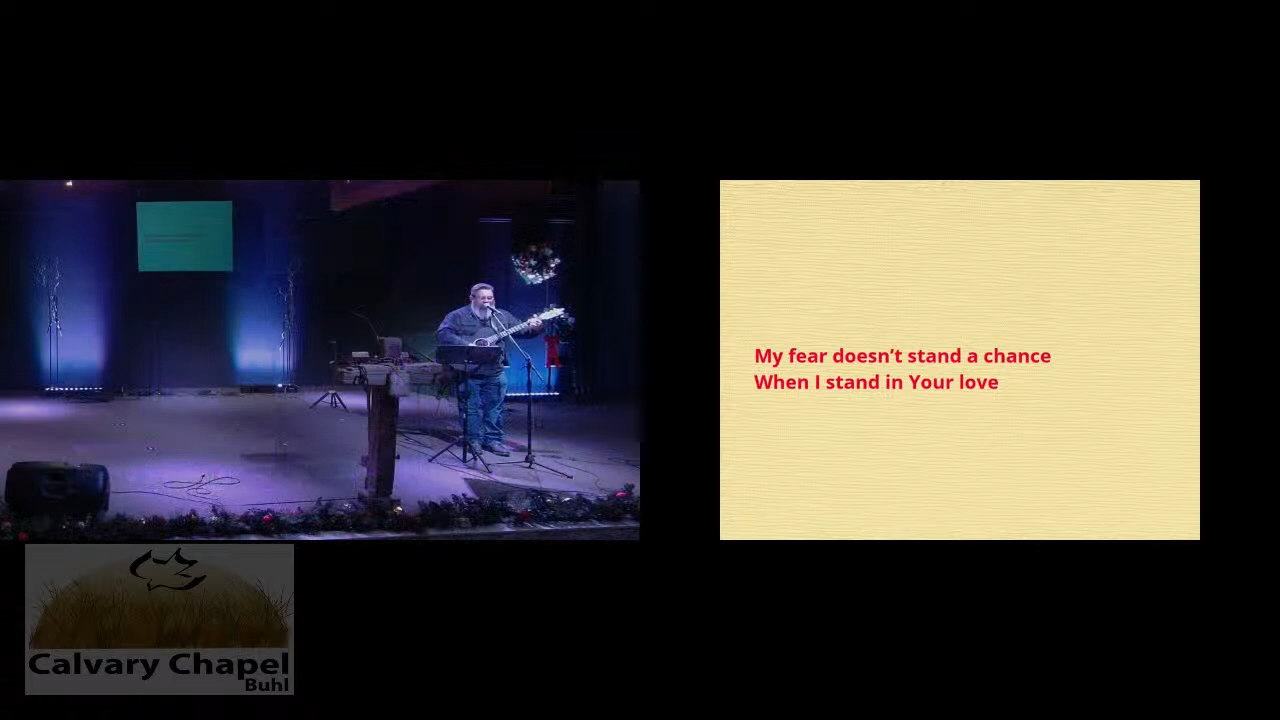 My fear doesn’t stand a chance
When I stand in Your love
Calvary Chapel
Buhl